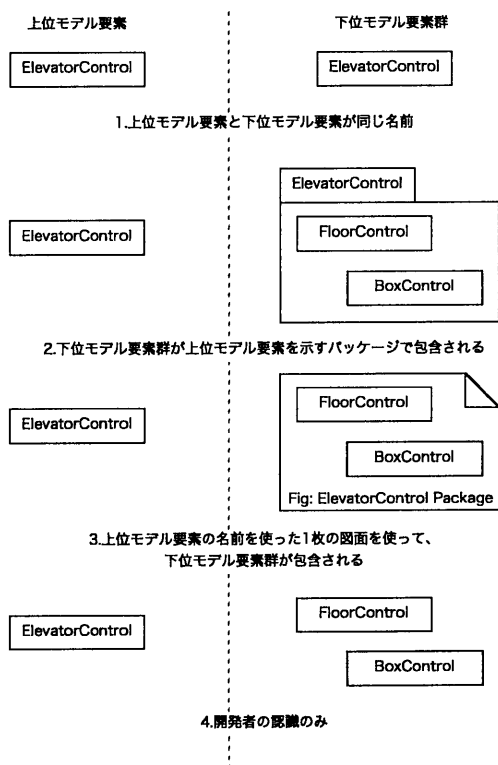 上位モデル要素
下位モデル要素群
ElevatorControl
ElevatorControl
1.上位モデル要素と下位モデル要素が同じ名前
ElevatorControl
ElevatorControl
FloorControl
BoxControl
2.下位モデル要素群が上位モデル要素を示すパッケージで包含される
ElevatorControl
FloorControl
BoxControl
Fig: ElevatorControl Package
3.上位モデル要素の名前を使った1枚の図面を使って、
下位モデル要素群が包含される
ElevatorControl
FloorControl
BoxControl
4.開発者の認識のみ